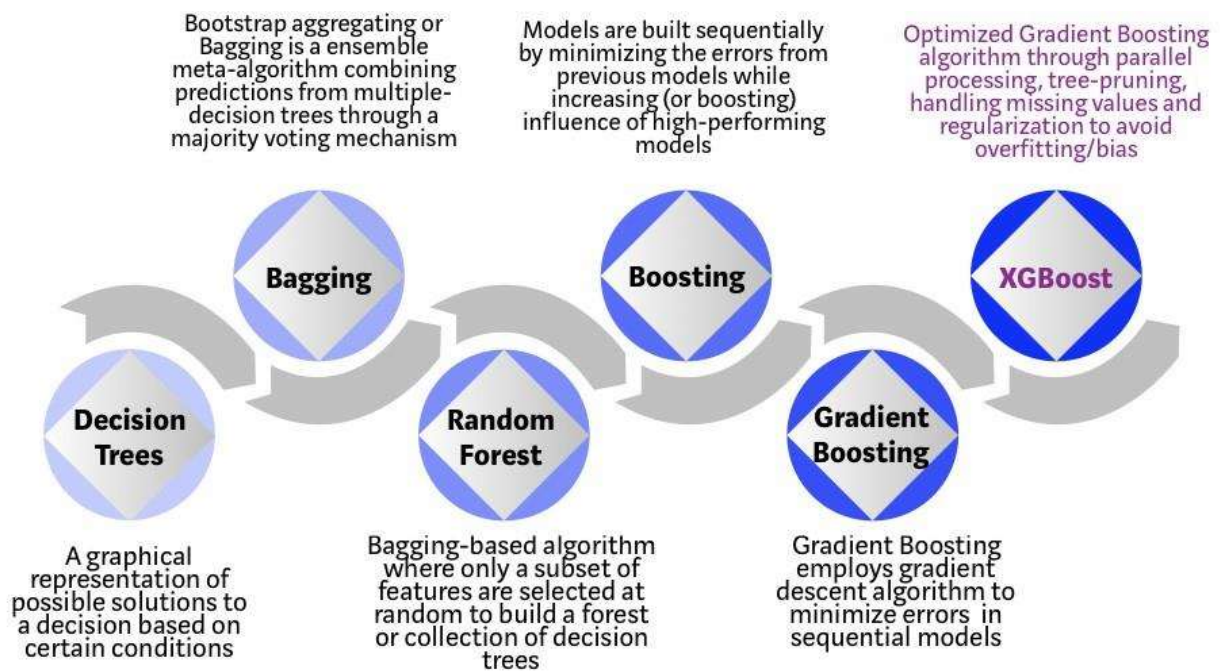 Bootstrap aggregating or
Bagging is a ensemble
meta-algorithm combining
predictions from multiple-
decision trees through a
majority voting mechanism
Models are built sequentially
by minimizing the errors from
previous models while
increasing (or boosting)
influence of high-performing
models
Optimized Gradient Boosting
algorithm through parallel
processing, tree-pruning,
handling missing values and
regularization to avoid
overfitting/bias
Bagging
Boosting
XGBoost
Decision
Trees
Random
Forest
Gradient
Boosting
A graphical
representation of
possible solutions to
a decision based on
certain conditions
Bagging-based algorithm
where only a subset of
features are selected at
random to build a forest
or collection of decision
trees
Gradient Boosting
employs gradient
descent algorithm to
minimize errors in
sequential models